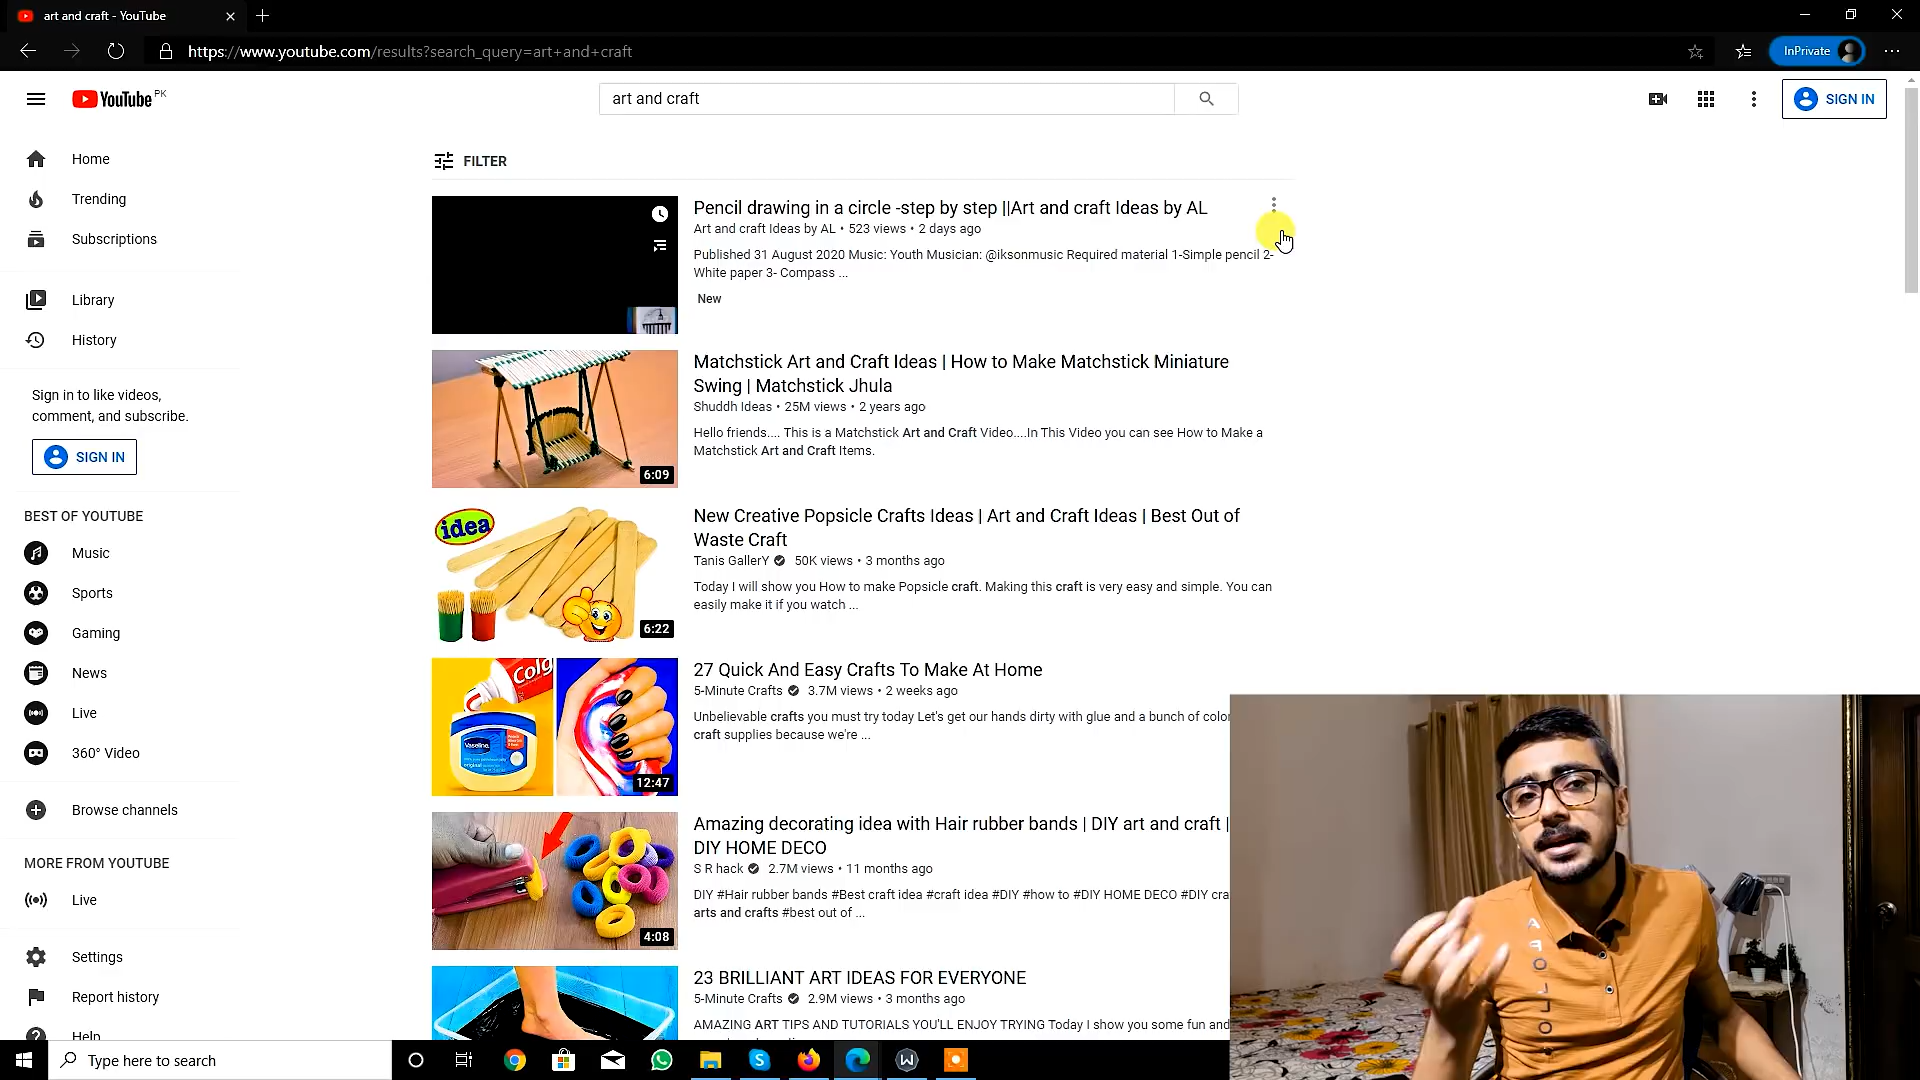 art and craft - YouTube
https://www.youtube.com/results?search_query=art+and+craft
InPrivate
YouTube PK
art and craft
SIGN IN
Home
Trending
Subscriptions
Library
History
Sign in to like videos,
comment, and subscribe.
SIGN IN
BEST OF YOUTUBE
Music
Sports
Gaming
News
Live
360° Video
Browse channels
MORE FROM YOUTUBE
Live
Settings
Report history
Help
FILTER
Pencil drawing in a circle -step by step ||Art and craft Ideas by AL
Art and craft Ideas by AL • 523 views • 2 days ago
Published 31 August 2020 Music: Youth Musician: @iksonmusic Required material 1-Simple pencil 2-
White paper 3- Compass ...
New
6:09
Matchstick Art and Craft Ideas | How to Make Matchstick Miniature
Swing | Matchstick Jhula
Shuddh Ideas • 25M views • 2 years ago
Hello friends.... This is a Matchstick Art and Craft Video....In This Video you can see How to Make a
Matchstick Art and Craft Items.
idea
6:22
New Creative Popsicle Crafts Ideas | Art and Craft Ideas | Best Out of
Waste Craft
Tanis GallerY 50K views • 3 months ago
Today I will show you How to make Popsicle craft. Making this craft is very easy and simple. You can
easily make it if you watch ...
Colg
Vaseline
original
12:47
27 Quick And Easy Crafts To Make At Home
5-Minute Crafts 3.7M views • 2 weeks ago
Unbelievable crafts you must try today Let's get our hands dirty with glue and a bunch of color
craft supplies because we're ...
4:08
Amazing decorating idea with Hair rubber bands | DIY art and craft |
DIY HOME DECO
S R hack 2.7M views • 11 months ago
DIY #Hair rubber bands #Best craft idea #craft idea #DIY #how to #DIY HOME DECO #DIY cra
arts and crafts #best out of ...
23 BRILLIANT ART IDEAS FOR EVERYONE
5-Minute Crafts 2.9M views • 3 months ago
AMAZING ART TIPS AND TUTORIALS YOU'LL ENJOY TRYING Today I show you some fun and
Type here to search